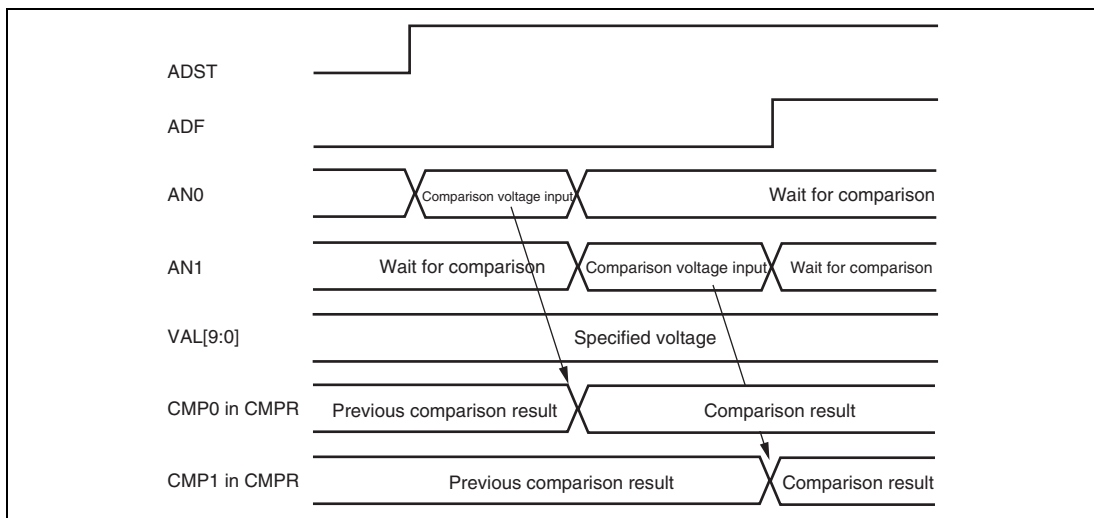 ADST
ADF
AN0 Comparison voltage input Wait for comparison
AN1 Wait for comparison Comparison voltage input Wait for comparison
VAL[9:0] Specified voltage
CMP0 in CMPR Previous comparison result Comparison result
CMP1 in CMPR Previous comparison result Comparison result